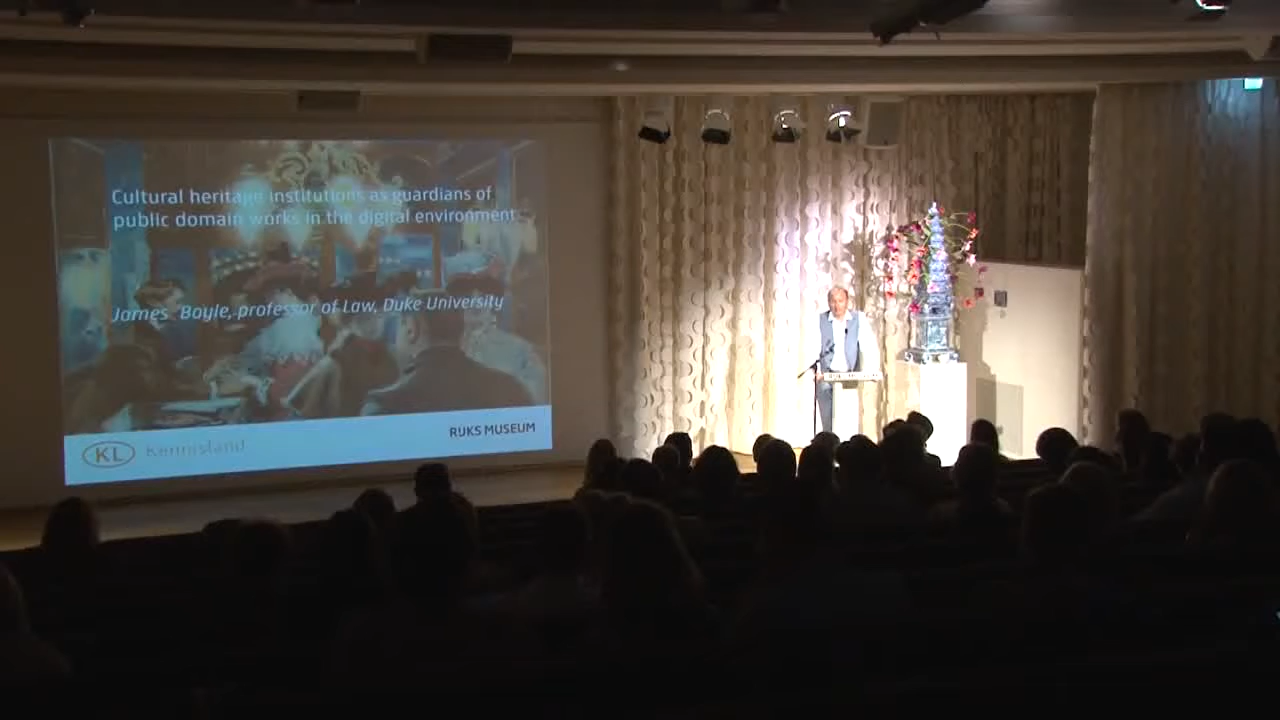 Cultural heritage institutions as guardians of
public domain works in the digital environment
James Boyle, professor of Law, Duke University
KL Kennisland
RIJKS MUSEUM